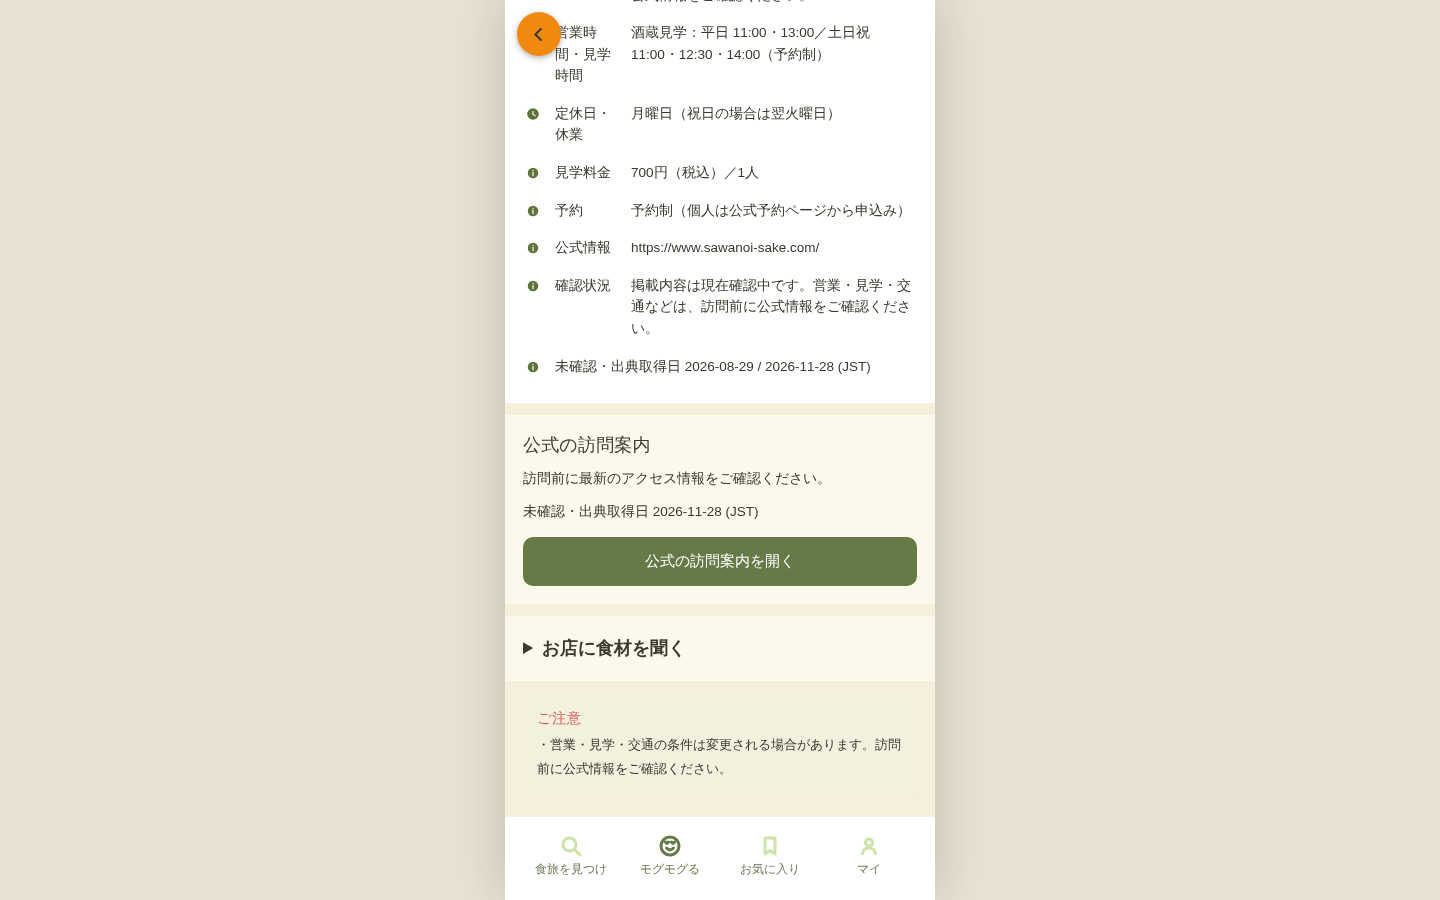 営業時
間・見学
時間
酒蔵見学：平日 11:00・13:00／土日祝
11:00・12:30・14:00（予約制）
定休日・
休業
月曜日（祝日の場合は翌火曜日）
見学料金
700円（税込）／1人
予約
予約制（個人は公式予約ページから申込み）
公式情報
https://www.sawanoi-sake.com/
確認状況
掲載内容は現在確認中です。営業・見学・交
通などは、訪問前に公式情報をご確認くださ
い。
未確認・出典取得日 2026-08-29 / 2026-11-28 (JST)
公式の訪問案内
訪問前に最新のアクセス情報をご確認ください。
未確認・出典取得日 2026-11-28 (JST)
公式の訪問案内を開く
お店に食材を聞く
ご注意
・営業・見学・交通の条件は変更される場合があります。訪問
前に公式情報をご確認ください。
食旅を見つけ
モグモグる
お気に入り
マイ